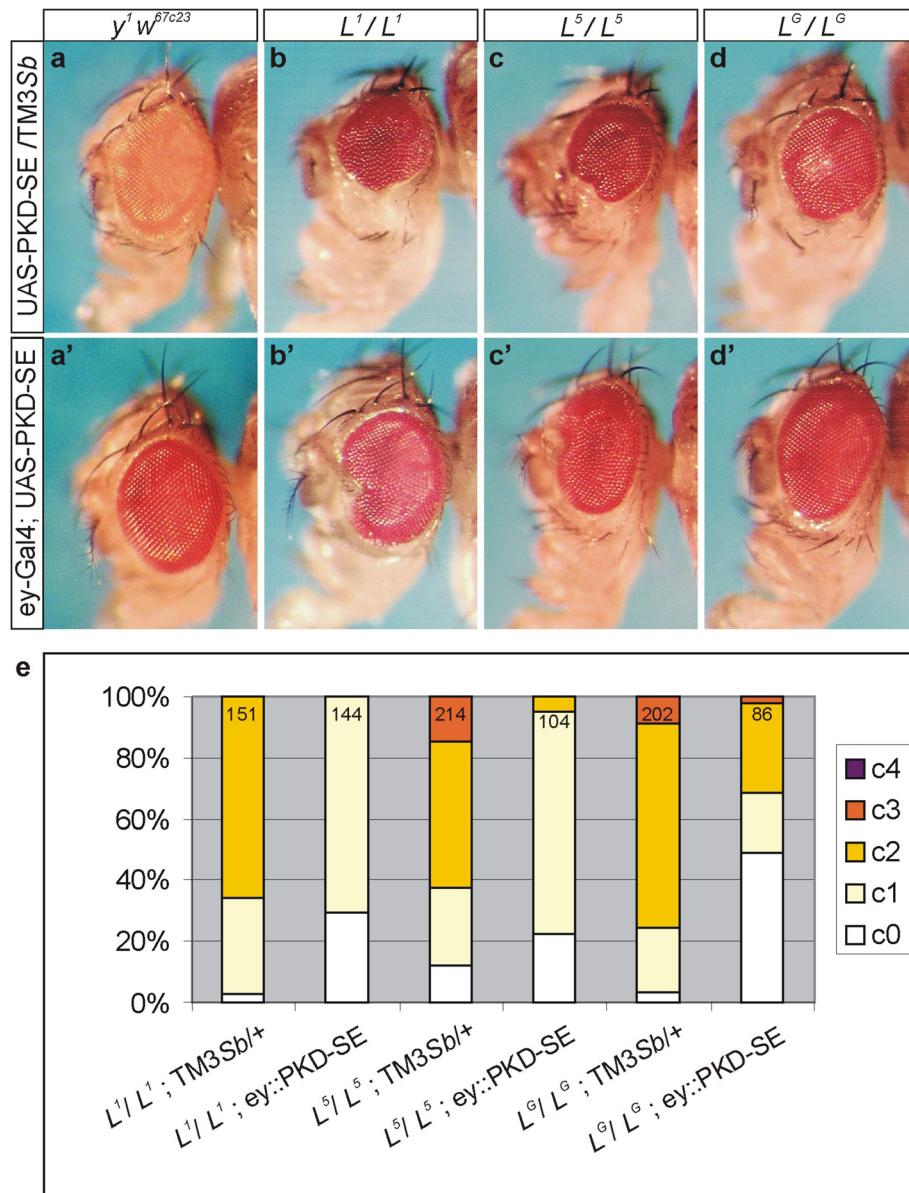 y¹ w⁶⁷ᶜ²³
L¹/ L¹
L⁵/ L⁵
Lᴳ/ Lᴳ
UAS-PKD-SE /TM3Sb
a
b
c
d
ey-Gal4; UAS-PKD-SE
a'
b'
c'
d'
e
100%
80%
60%
40%
20%
0%
151
144
214
104
202
86
c4
c3
c2
c1
c0
L¹/ L¹ ; TM3Sb/+
L¹/ L¹ ; ey::PKD-SE
L⁵/ L⁵ ; TM3Sb/+
L⁵/ L⁵ ; ey::PKD-SE
Lᴳ/ Lᴳ ; TM3Sb/+
Lᴳ/ Lᴳ ; ey::PKD-SE